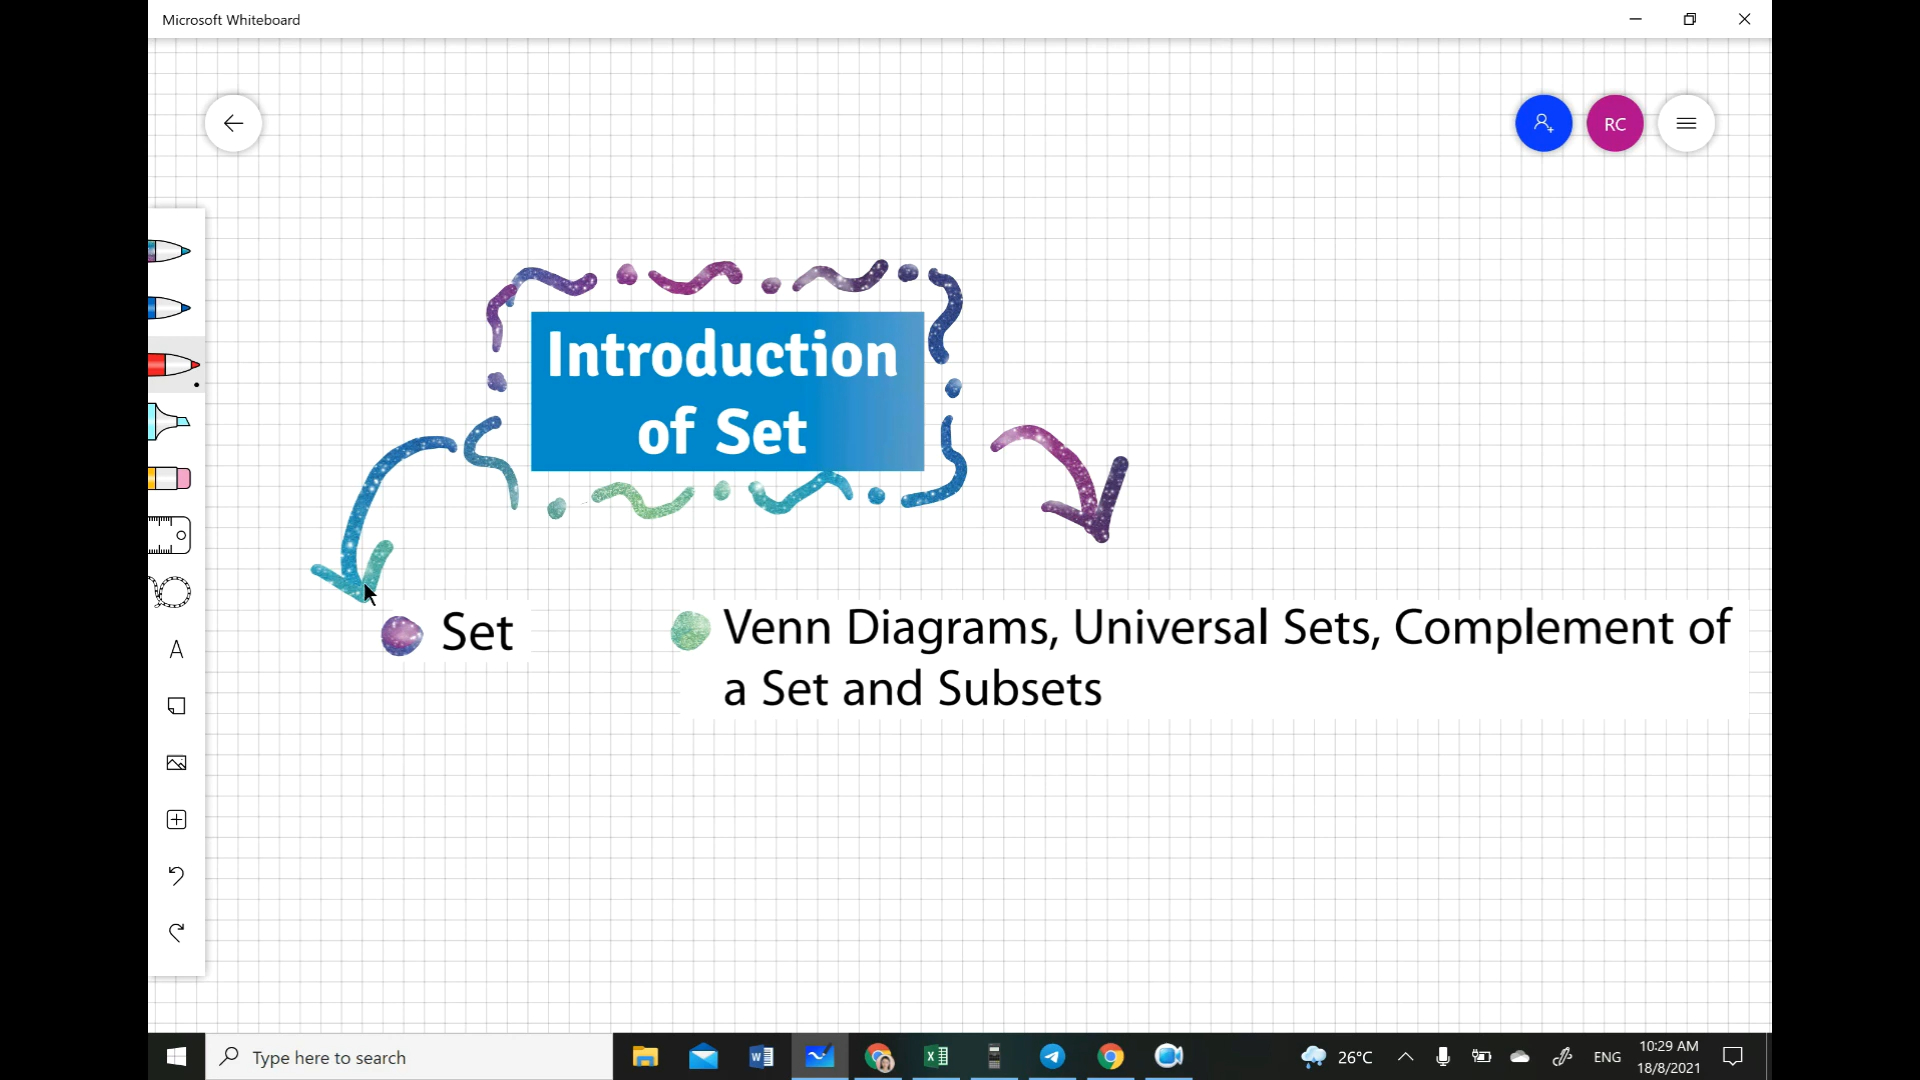 Microsoft Whiteboard
RC
Introduction
of Set
Set
Venn Diagrams, Universal Sets, Complement of
a Set and Subsets
A
Type here to search
26°C
ENG
10:29 AM
18/8/2021